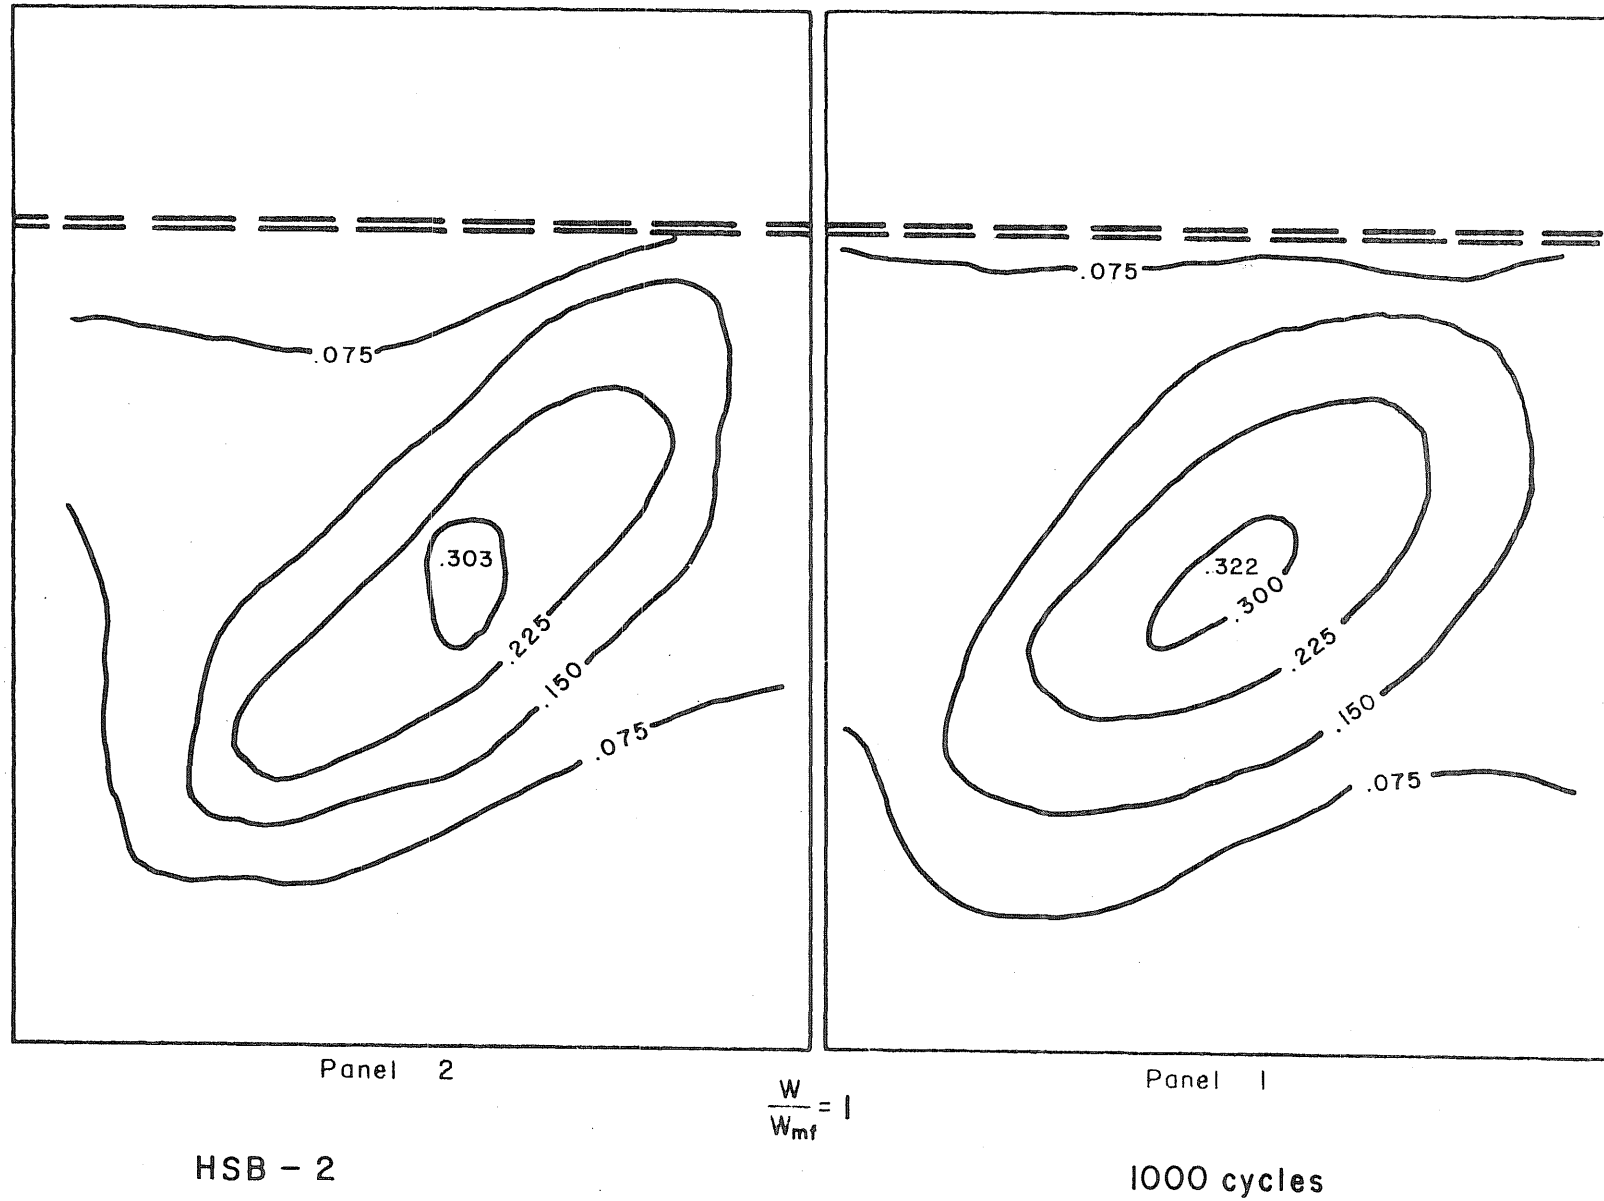 .075
.303
.225
.150
.075
Panel 2
.075
.322
.300
.225
.150
.075
Panel 1
W
Wmf
= 1
HSB - 2
1000 cycles